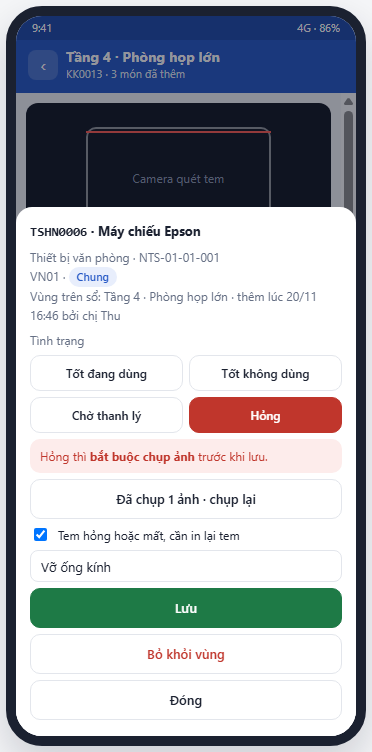 9:41 4G · 86%
‹ Tầng 4 · Phòng họp lớn
KK0013 · 3 món đã thêm
Camera quét tem
TSHN0006 · Máy chiếu Epson
Thiết bị văn phòng · NTS-01-01-001
VN01 · Chung
Vùng trên sổ: Tầng 4 · Phòng họp lớn · thêm lúc 20/11
16:46 bởi chị Thu
Tình trạng
Tốt đang dùng Tốt không dùng
Chờ thanh lý Hỏng
Hỏng thì bắt buộc chụp ảnh trước khi lưu.
Đã chụp 1 ảnh · chụp lại
Tem hỏng hoặc mất, cần in lại tem
Vỡ ống kính
Lưu
Bỏ khỏi vùng
Đóng